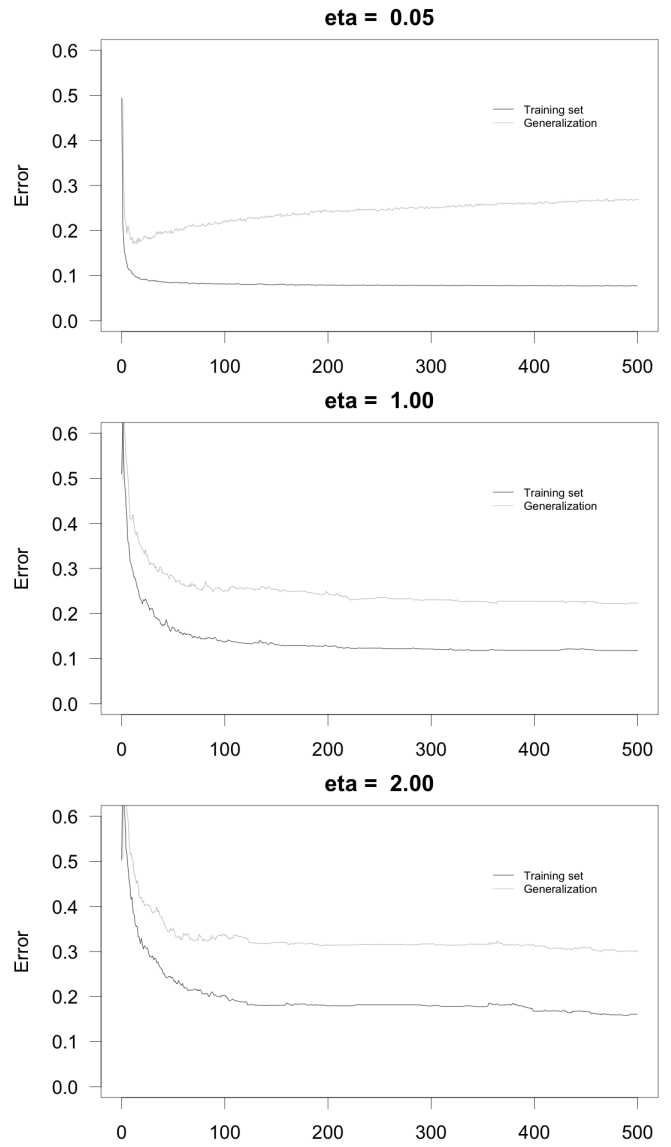 eta = 0.05
0.6
0.5
0.4
0.3
0.2
0.1
0.0
Error
Training set
Generalization
0 100 200 300 400 500
eta = 1.00
0.6
0.5
0.4
0.3
0.2
0.1
0.0
Error
Training set
Generalization
0 100 200 300 400 500
eta = 2.00
0.6
0.5
0.4
0.3
0.2
0.1
0.0
Error
Training set
Generalization
0 100 200 300 400 500